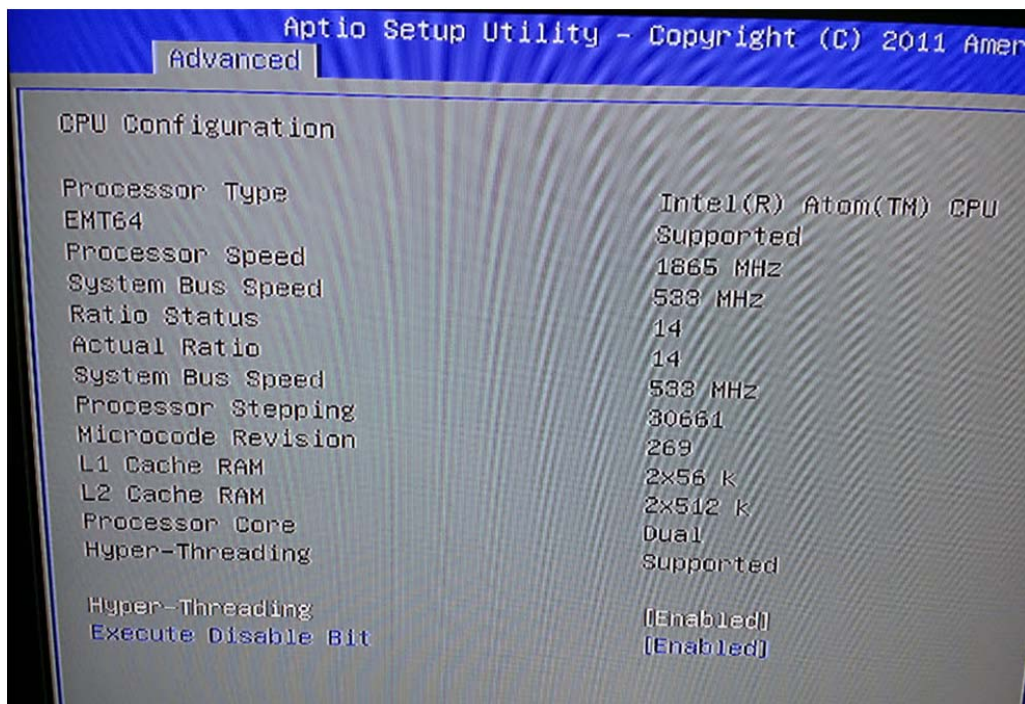 Aptio Setup Utility - Copyright (C) 2011 Amer
Advanced
CPU Configuration
Processor Type Intel(R) Atom(TM) CPU
EMT64 Supported
Processor Speed 1865 MHz
System Bus Speed 533 MHz
Ratio Status 14
Actual Ratio 14
System Bus Speed 533 MHz
Processor Stepping 30661
Microcode Revision 269
L1 Cache RAM 2x56 k
L2 Cache RAM 2x512 k
Processor Core Dual
Hyper-Threading Supported
Hyper-Threading [Enabled]
Execute Disable Bit [Enabled]